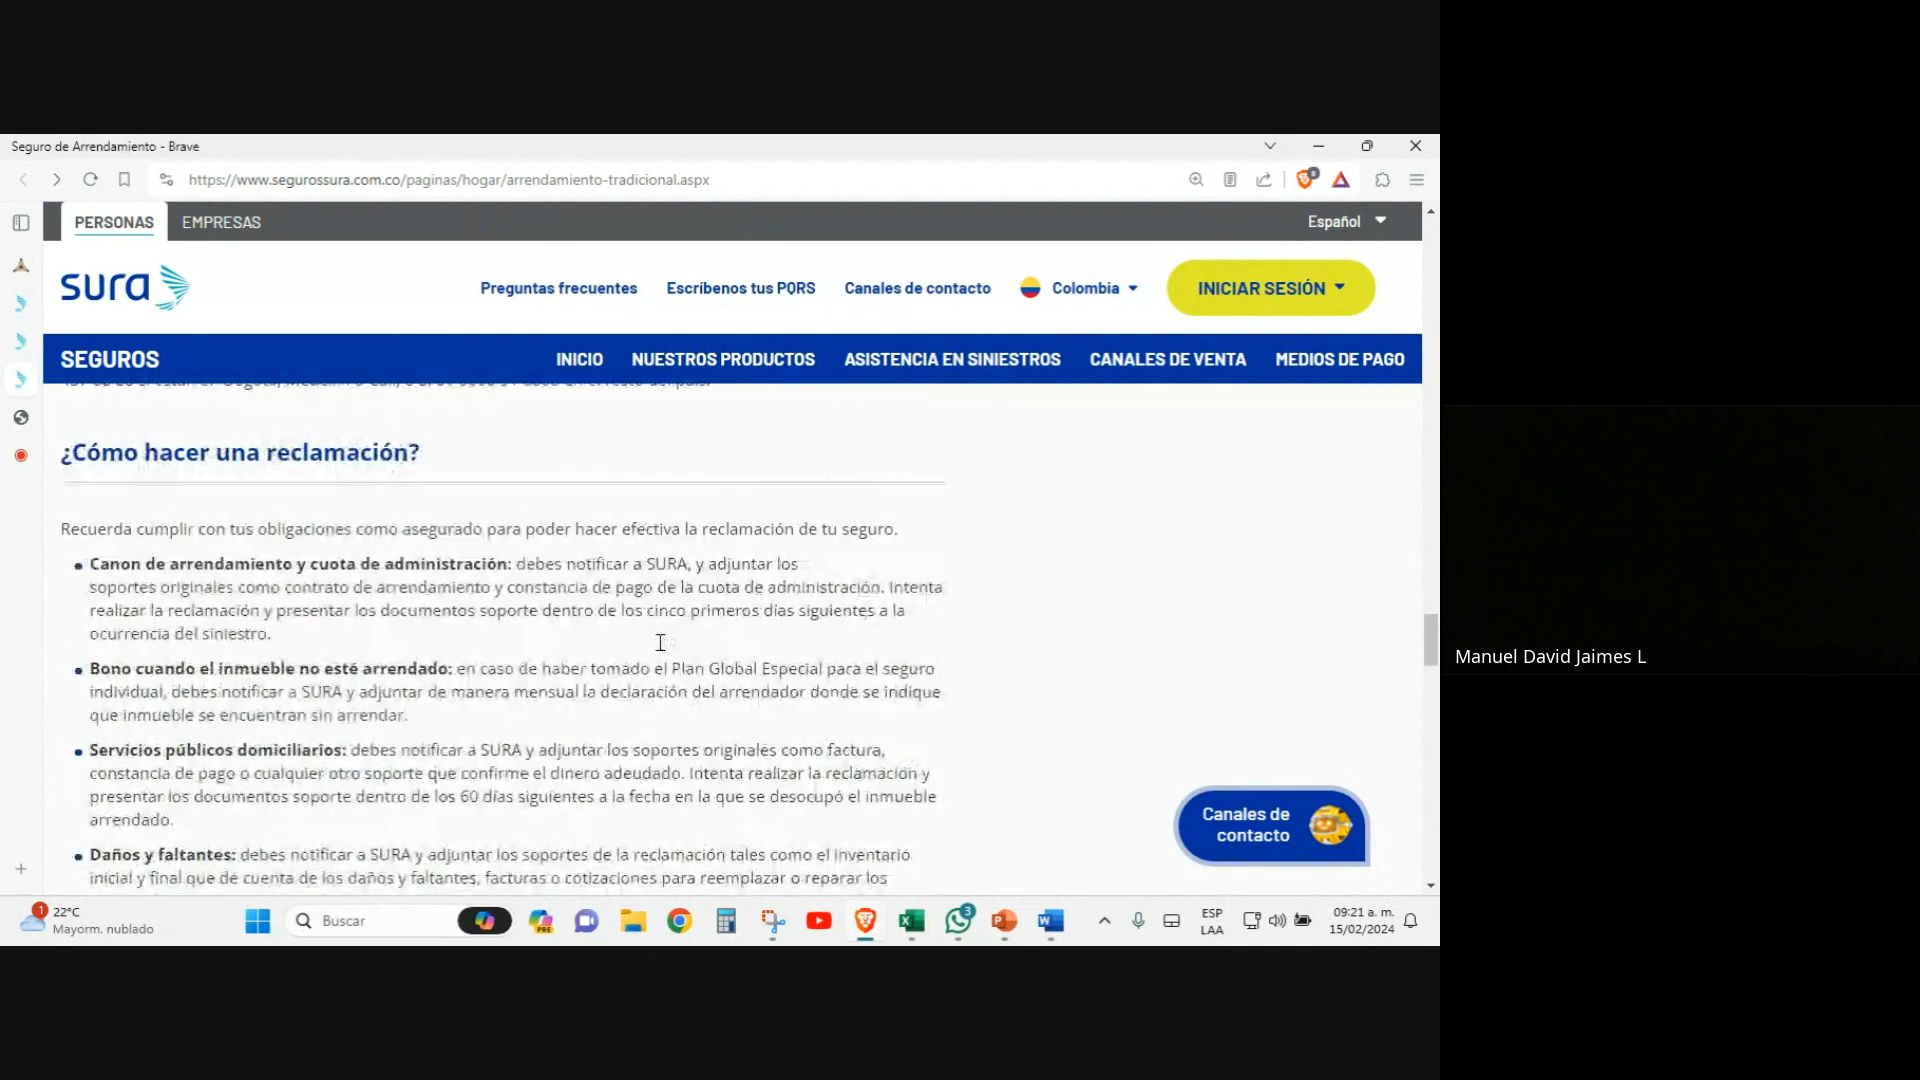 Seguro de Arrendamiento - Brave
https://www.segurossura.com.co/paginas/hogar/arrendamiento-tradicional.aspx
8
PERSONAS
EMPRESAS
Español
sura
Preguntas frecuentes
Escríbenos tus PQRS
Canales de contacto
Colombia
INICIAR SESIÓN
SEGUROS
INICIO
NUESTROS PRODUCTOS
ASISTENCIA EN SINIESTROS
CANALES DE VENTA
MEDIOS DE PAGO
¿Cómo hacer una reclamación?
Recuerda cumplir con tus obligaciones como asegurado para poder hacer efectiva la reclamación de tu seguro.
Canon de arrendamiento y cuota de administración: debes notificar a SURA, y adjuntar los
soportes originales como contrato de arrendamiento y constancia de pago de la cuota de administración. Intenta
realizar la reclamación y presentar los documentos soporte dentro de los cinco primeros días siguientes a la
ocurrencia del siniestro.
Bono cuando el inmueble no esté arrendado: en caso de haber tomado el Plan Global Especial para el seguro
individual, debes notificar a SURA y adjuntar de manera mensual la declaración del arrendador donde se indique
que inmueble se encuentran sin arrendar.
Servicios públicos domiciliarios: debes notificar a SURA y adjuntar los soportes originales como factura,
constancia de pago o cualquier otro soporte que confirme el dinero adeudado. Intenta realizar la reclamación y
presentar los documentos soporte dentro de los 60 días siguientes a la fecha en la que se desocupó el inmueble
arrendado.
Daños y faltantes: debes notificar a SURA y adjuntar los soportes de la reclamación tales como el inventario
inicial y final que de cuenta de los daños y faltantes, facturas o cotizaciones para reemplazar o reparar los
Canales de
contacto
Manuel David Jaimes L
1
22°C
Mayorm. nublado
Buscar
PRE
3
ESP
LAA
09:21 a. m.
15/02/2024